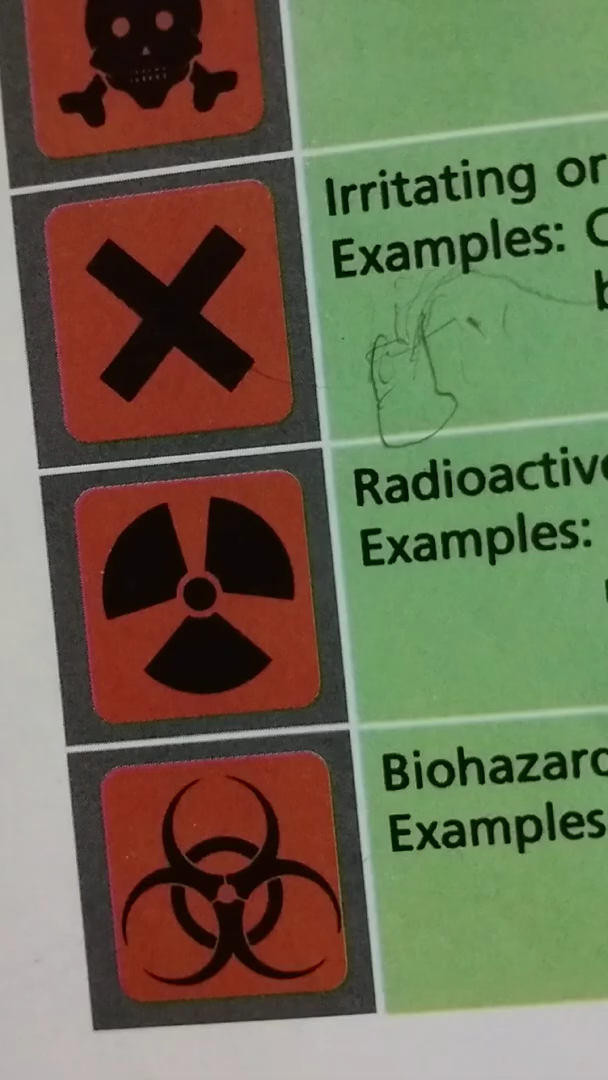 Irritating or
Examples: C
b
Radioactive
Examples:
Biohazard
Examples